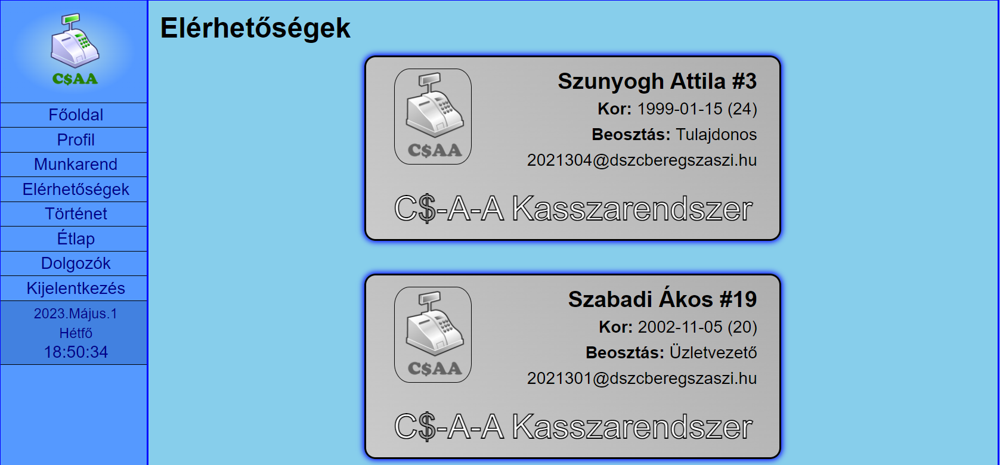 C$AA
Főoldal
Profil
Munkarend
Elérhetőségek
Történet
Étlap
Dolgozók
Kijelentkezés
2023.Május.1
Hétfő
18:50:34
Elérhetőségek
C$AA
Szunyogh Attila #3
Kor: 1999-01-15 (24)
Beosztás: Tulajdonos
2021304@dszcberegszaszi.hu
C$-A-A Kasszarendszer
C$AA
Szabadi Ákos #19
Kor: 2002-11-05 (20)
Beosztás: Üzletvezető
2021301@dszcberegszaszi.hu
C$-A-A Kasszarendszer